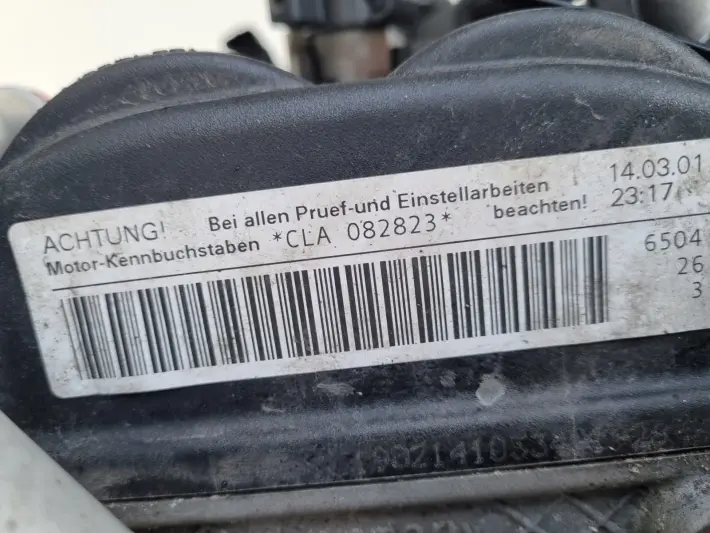 ACHTUNG! Bei allen Pruef-und Einstellarbeiten 14.03.01
Motor-Kennbuchstaben *CLA 082823* beachten! 23:17
6504
26
3